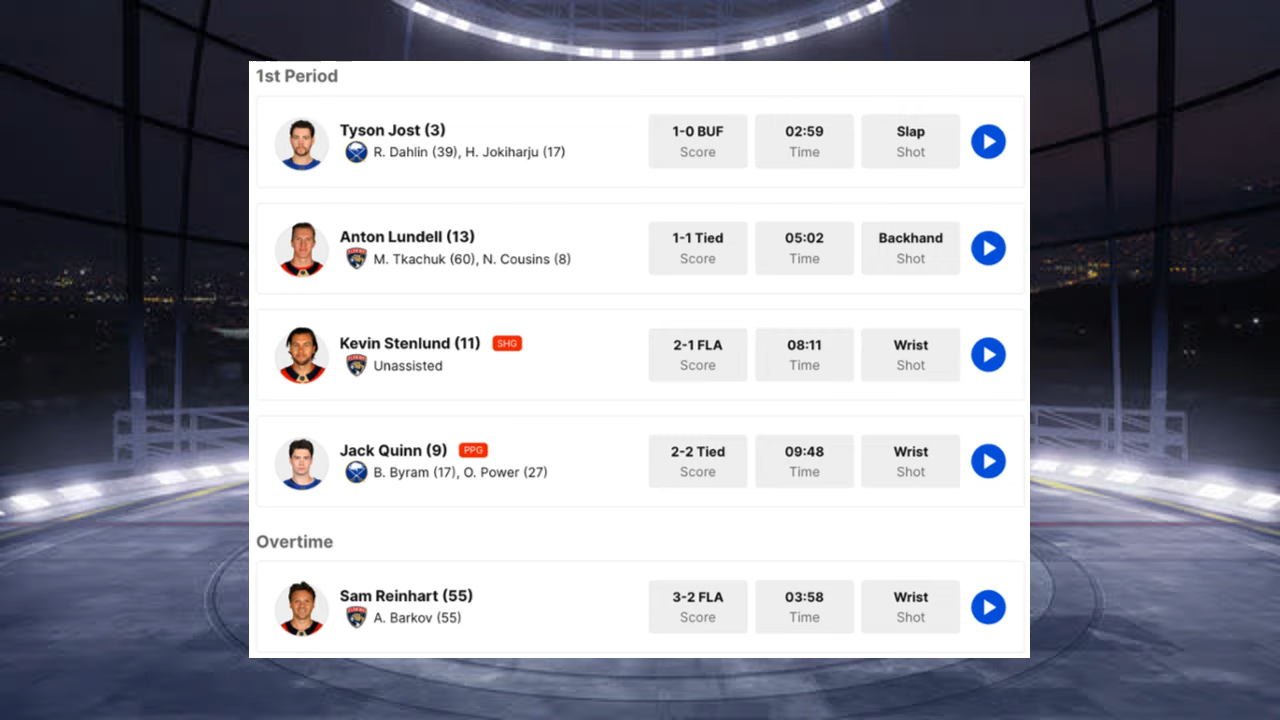 1st Period
Tyson Jost (3)
R. Dahlin (39), H. Jokiharju (17)
1-0 BUF
Score
02:59
Time
Slap
Shot
Anton Lundell (13)
M. Tkachuk (60), N. Cousins (8)
1-1 Tied
Score
05:02
Time
Backhand
Shot
Kevin Stenlund (11) SHG
Unassisted
2-1 FLA
Score
08:11
Time
Wrist
Shot
Jack Quinn (9) PPG
B. Byram (17), O. Power (27)
2-2 Tied
Score
09:48
Time
Wrist
Shot
Overtime
Sam Reinhart (55)
A. Barkov (55)
3-2 FLA
Score
03:58
Time
Wrist
Shot